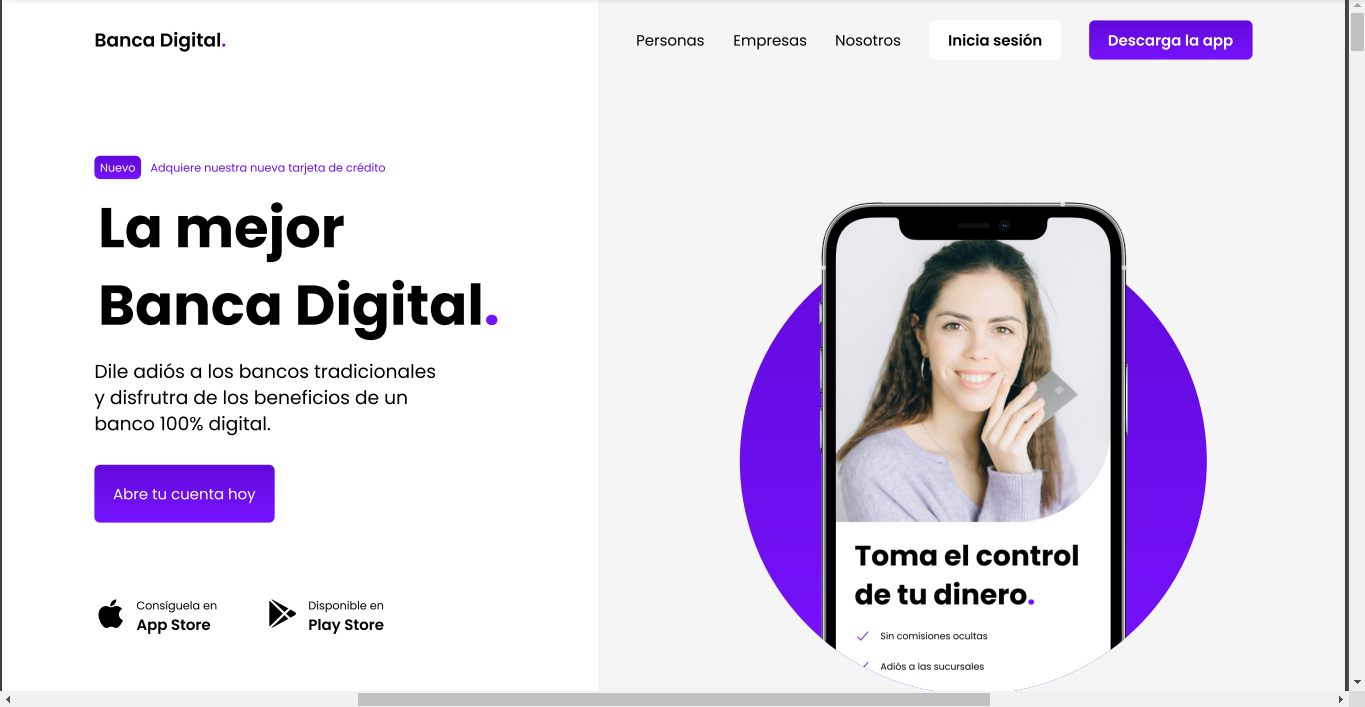 Banca Digital.
Personas
Empresas
Nosotros
Inicia sesión
Descarga la app
Nuevo
Adquiere nuestra nueva tarjeta de crédito
La mejor
Banca Digital.
Dile adiós a los bancos tradicionales
y disfrutra de los beneficios de un
banco 100% digital.
Abre tu cuenta hoy
Consíguela en
App Store
Disponible en
Play Store
Toma el control
de tu dinero.
Sin comisiones ocultas
Adiós a las sucursales